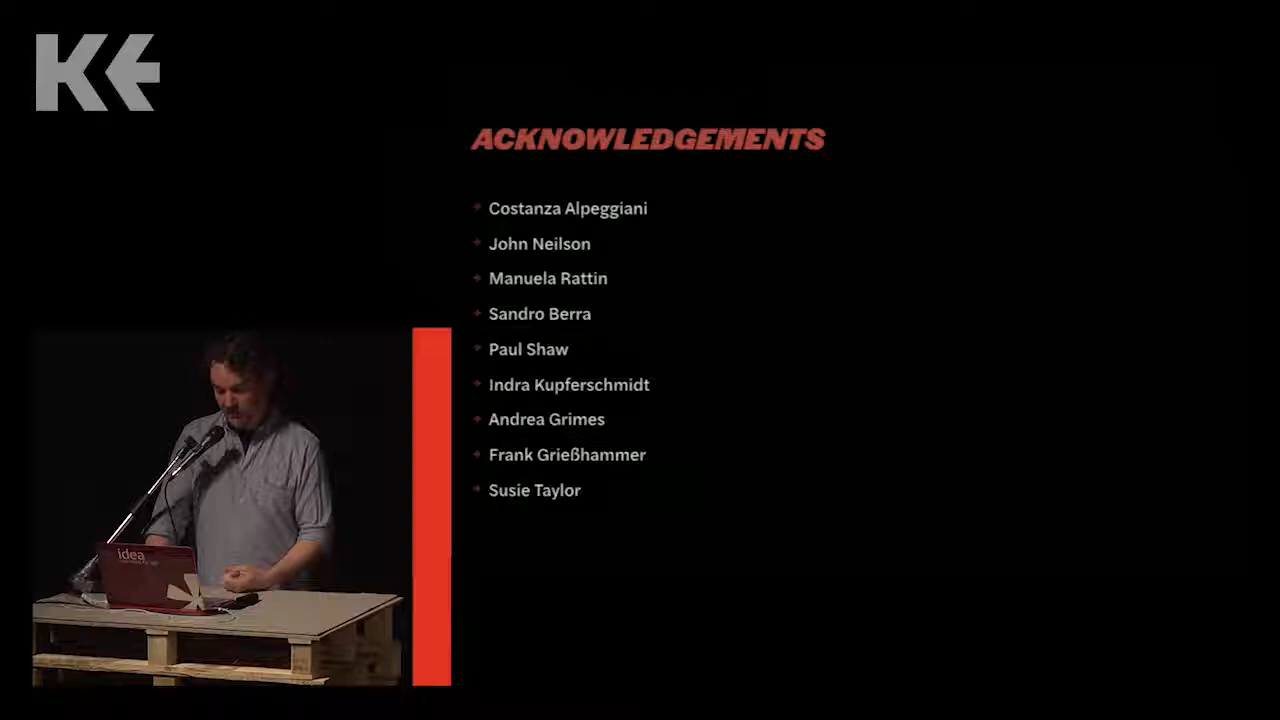 KE
ACKNOWLEDGEMENTS
Costanza Alpeggiani
John Neilson
Manuela Rattin
Sandro Berra
Paul Shaw
Indra Kupferschmidt
Andrea Grimes
Frank Grießhammer
Susie Taylor
idea